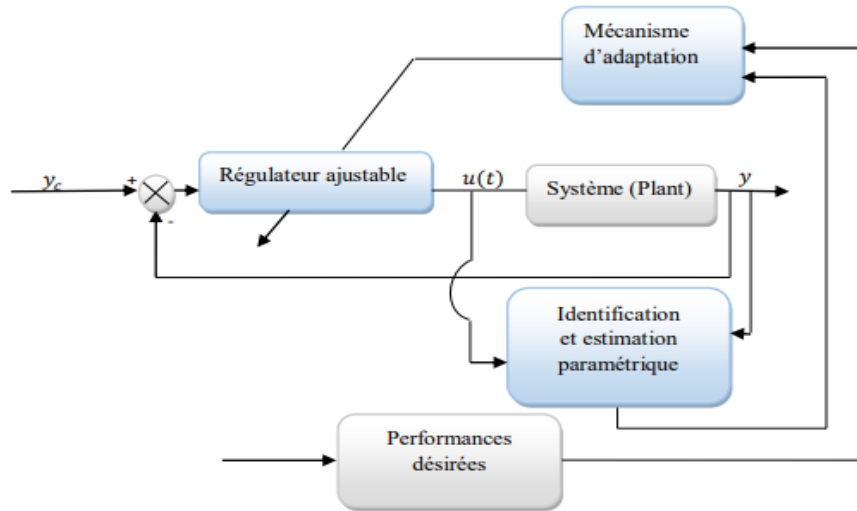 Mécanisme
d'adaptation
y_c
+
-
Régulateur ajustable
u(t)
Système (Plant)
y
Identification
et estimation
paramétrique
Performances
désirées